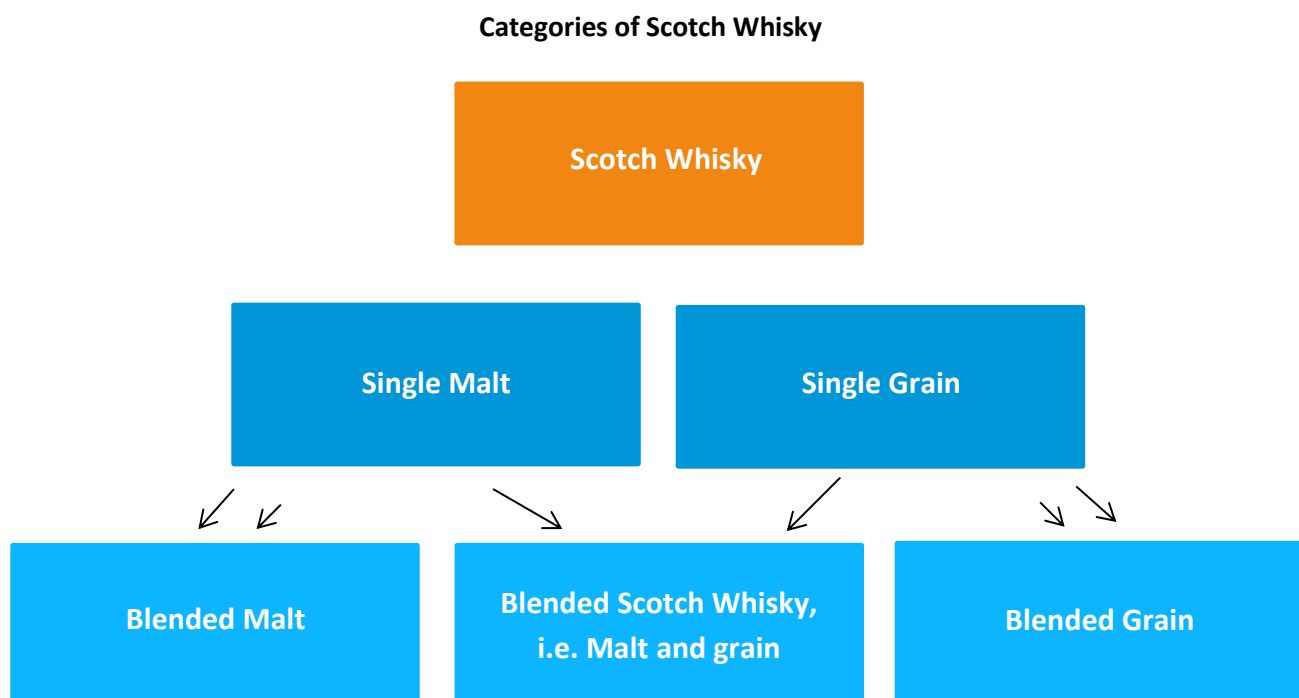 Categories of Scotch Whisky
Scotch Whisky
Single Malt
Single Grain
Blended Malt
Blended Scotch Whisky,
i.e. Malt and grain
Blended Grain